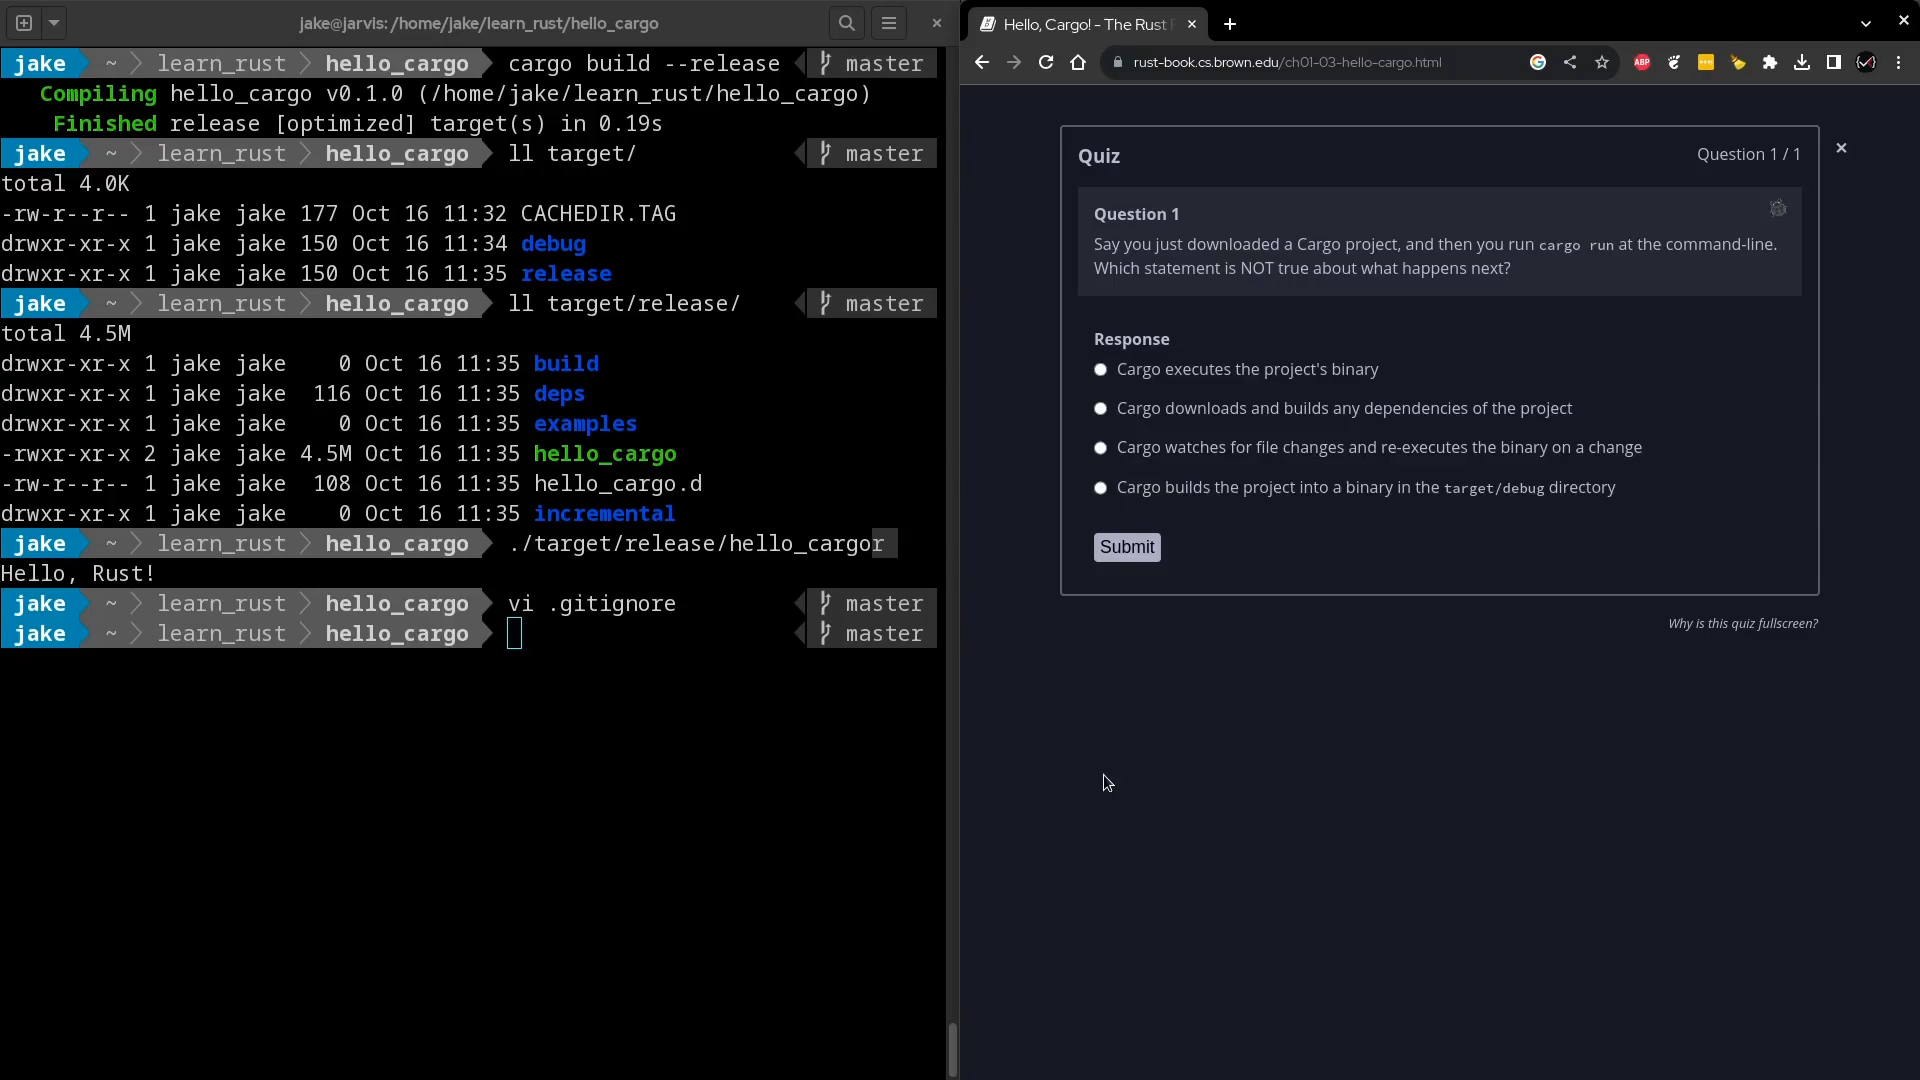 jake@jarvis: /home/jake/learn_rust/hello_cargo
jake ~ learn_rust hello_cargo cargo build --release master
Compiling hello_cargo v0.1.0 (/home/jake/learn_rust/hello_cargo)
Finished release [optimized] target(s) in 0.19s
jake ~ learn_rust hello_cargo ll target/ master
total 4.0K
-rw-r--r-- 1 jake jake 177 Oct 16 11:32 CACHEDIR.TAG
drwxr-xr-x 1 jake jake 150 Oct 16 11:34 debug
drwxr-xr-x 1 jake jake 150 Oct 16 11:35 release
jake ~ learn_rust hello_cargo ll target/release/ master
total 4.5M
drwxr-xr-x 1 jake jake 0 Oct 16 11:35 build
drwxr-xr-x 1 jake jake 116 Oct 16 11:35 deps
drwxr-xr-x 1 jake jake 0 Oct 16 11:35 examples
-rwxr-xr-x 2 jake jake 4.5M Oct 16 11:35 hello_cargo
-rw-r--r-- 1 jake jake 108 Oct 16 11:35 hello_cargo.d
drwxr-xr-x 1 jake jake 0 Oct 16 11:35 incremental
jake ~ learn_rust hello_cargo ./target/release/hello_cargor
Hello, Rust!
jake ~ learn_rust hello_cargo vi .gitignore master
jake ~ learn_rust hello_cargo master
Hello, Cargo! - The Rust
rust-book.cs.brown.edu/ch01-03-hello-cargo.html
ABP
Quiz
Question 1 / 1
Question 1
Say you just downloaded a Cargo project, and then you run cargo run at the command-line.
Which statement is NOT true about what happens next?
Response
Cargo executes the project's binary
Cargo downloads and builds any dependencies of the project
Cargo watches for file changes and re-executes the binary on a change
Cargo builds the project into a binary in the target/debug directory
Submit
Why is this quiz fullscreen?